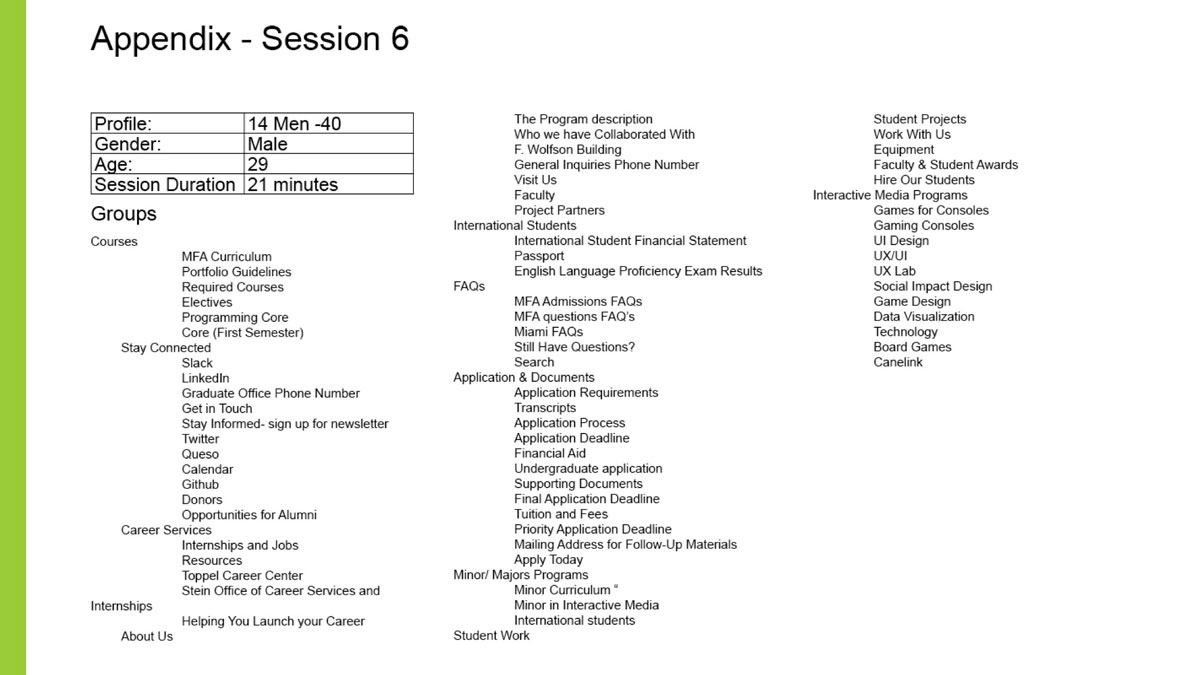 Appendix - Session 6
Profile: 14 Men -40
Gender: Male
Age: 29
Session Duration 21 minutes
Groups
Courses
MFA Curriculum
Portfolio Guidelines
Required Courses
Electives
Programming Core
Core (First Semester)
Stay Connected
Slack
LinkedIn
Graduate Office Phone Number
Get in Touch
Stay Informed- sign up for newsletter
Twitter
Queso
Calendar
Github
Donors
Opportunities for Alumni
Career Services
Internships and Jobs
Resources
Toppel Career Center
Stein Office of Career Services and
Internships
Helping You Launch your Career
About Us
The Program description
Who we have Collaborated With
F. Wolfson Building
General Inquiries Phone Number
Visit Us
Faculty
Project Partners
International Students
International Student Financial Statement
Passport
English Language Proficiency Exam Results
FAQs
MFA Admissions FAQs
MFA questions FAQ's
Miami FAQs
Still Have Questions?
Search
Application & Documents
Application Requirements
Transcripts
Application Process
Application Deadline
Financial Aid
Undergraduate application
Supporting Documents
Final Application Deadline
Tuition and Fees
Priority Application Deadline
Mailing Address for Follow-Up Materials
Apply Today
Minor/ Majors Programs
Minor Curriculum “
Minor in Interactive Media
International students
Student Work
Student Projects
Work With Us
Equipment
Faculty & Student Awards
Hire Our Students
Interactive Media Programs
Games for Consoles
Gaming Consoles
UI Design
UX/UI
UX Lab
Social Impact Design
Game Design
Data Visualization
Technology
Board Games
Canelink